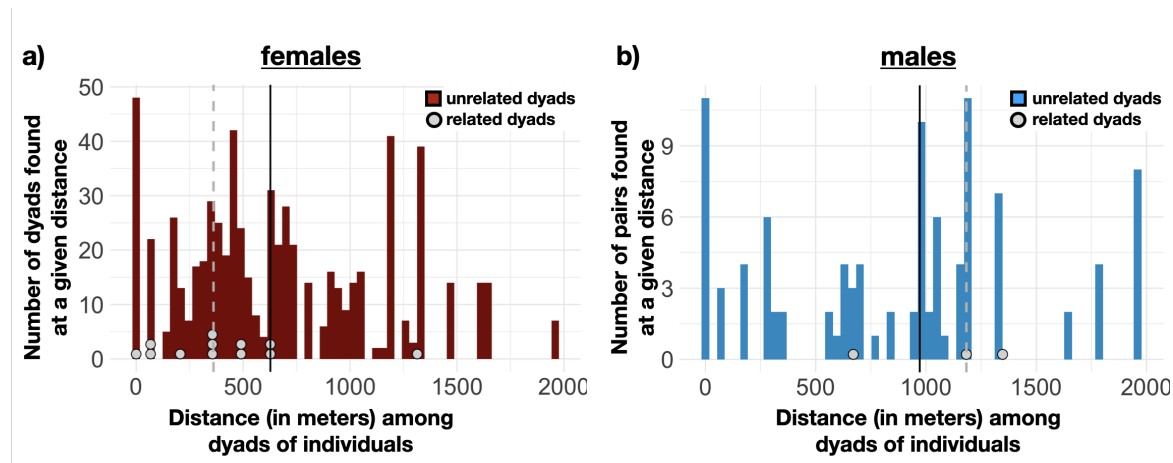 a)
females
Number of dyads found
at a given distance
50
40
30
20
10
0
unrelated dyads
related dyads
0 500 1000 1500 2000
Distance (in meters) among
dyads of individuals
b)
males
Number of pairs found
at a given distance
9
6
3
0
unrelated dyads
related dyads
0 500 1000 1500 2000
Distance (in meters) among
dyads of individuals